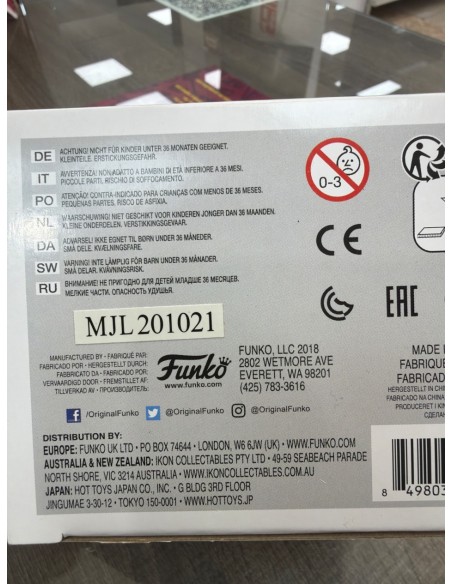 DE ACHTUNG! NICHT FÜR KINDER UNTER 36 MONATEN GEEIGNET.
KLEINTEILE. ERSTICKUNGSGEFAHR.
IT AVVERTENZA! NON ADATTO A BAMBINI DI ETÀ INFERIORE A 36 MESI.
PICCOLE PARTI, RISCHIO DI SOFFOCAMENTO.
PO ATENCÃO! CONTRA-INDICADO PARA CRIANÇAS COM MENOS DE 36 MESES.
PEQUENAS PARTES, RISCO DE ASFIXIA.
NL WAARSCHUWING! NIET GESCHIKT VOOR KINDEREN JONGER DAN 36 MAANDEN.
KLEINE ONDERDELEN. VERSTIKKINGSGEVAAR.
DA ADVARSEL! IKKE EGNET TIL BØRN UNDER 36 MÅNEDER.
SMÅ DELE. KVÆLNINGSFARE.
SW VARNING! INTE LÄMPLIG FÖR BARN UNDER 36 MÅNADER.
SMÅ DELAR. KVÄVNINGSRISK.
RU ВНИМАНИЕ! НЕ ПРИГОДНО ДЛЯ ДЕТЕЙ МЛАДШЕ 36 МЕСЯЦЕВ.
МЕЛКИЕ ЧАСТИ. ОПАСНОСТЬ УДУШЬЯ.
0-3
CE
EAC
MJL 201021
MANUFACTURED BY • FABRIQUÉ PAR:
FABRICADO POR • HERGESTELLT DURCH:
FABBRICATO DA • FABRICADO POR:
VERVAARDIGD DOOR • FREMSTILLET AF:
TILLVERKAD AV • ПРОИЗВЕДЕНО:
Funko
www.funko.com
FUNKO, LLC 2018
2802 WETMORE AVE
EVERETT, WA 98201
(425) 783-3616
MADE
FABRIQUÉ
FABRICADO
HERGESTELLT IN
FABRICADO NA CHINA
PRODUCERET I
/OriginalFunko @OriginalFunko @OriginalFunko
DISTRIBUTION BY:
EUROPE: FUNKO UK LTD • PO BOX 74644 • LONDON, W6 6JW (UK) • WWW.FUNKO.COM
AUSTRALIA & NEW ZEALAND: IKON COLLECTABLES PTY LTD • 49-59 SEABEACH PARADE
NORTH SHORE, VIC 3214 AUSTRALIA • WWW.IKONCOLLECTABLES.COM.AU
JAPAN: HOT TOYS JAPAN CO., INC. • G BLDG 3RD FLOOR
JINGUMAE 3-30-12 • TOKYO 150-0001 • WWW.HOTTOYS.JP
8 49803